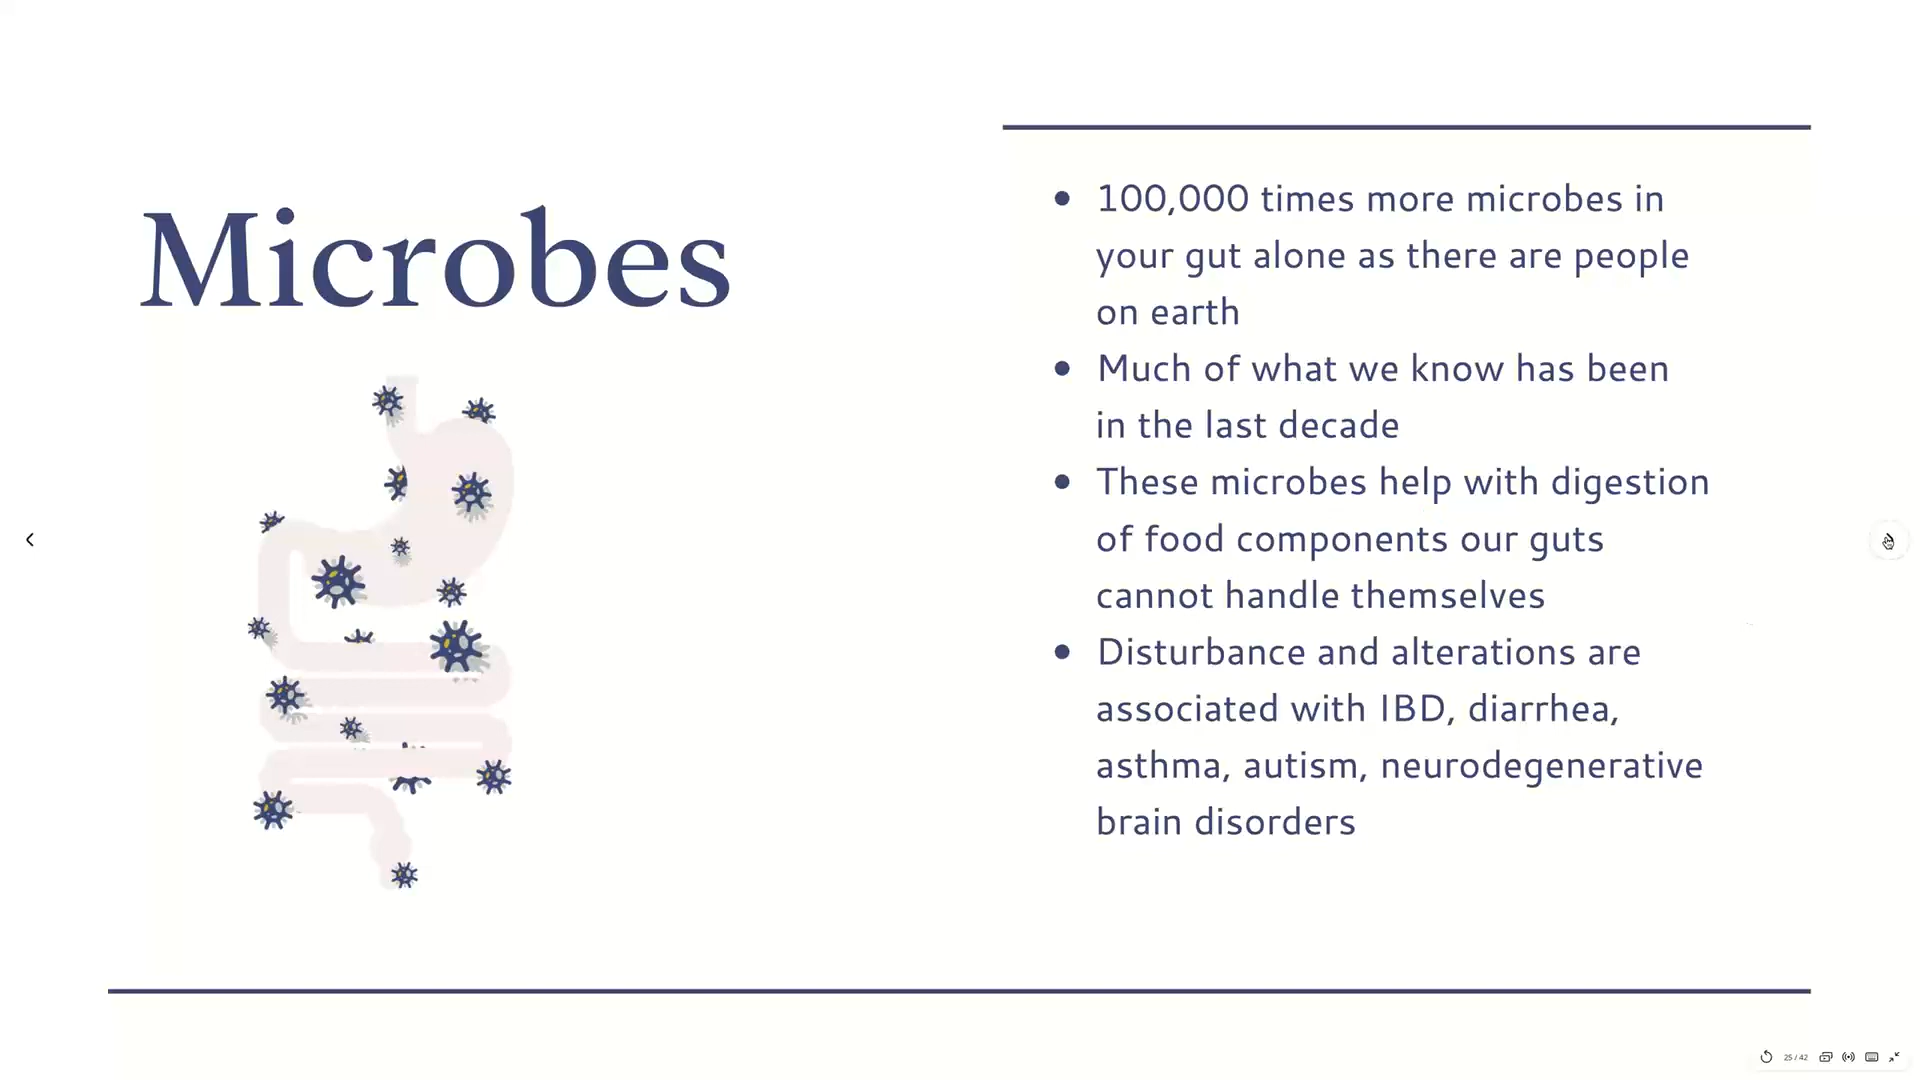 Microbes
• 100,000 times more microbes in
your gut alone as there are people
on earth
• Much of what we know has been
in the last decade
• These microbes help with digestion
of food components our guts
cannot handle themselves
• Disturbance and alterations are
associated with IBD, diarrhea,
asthma, autism, neurodegenerative
brain disorders
25 / 42